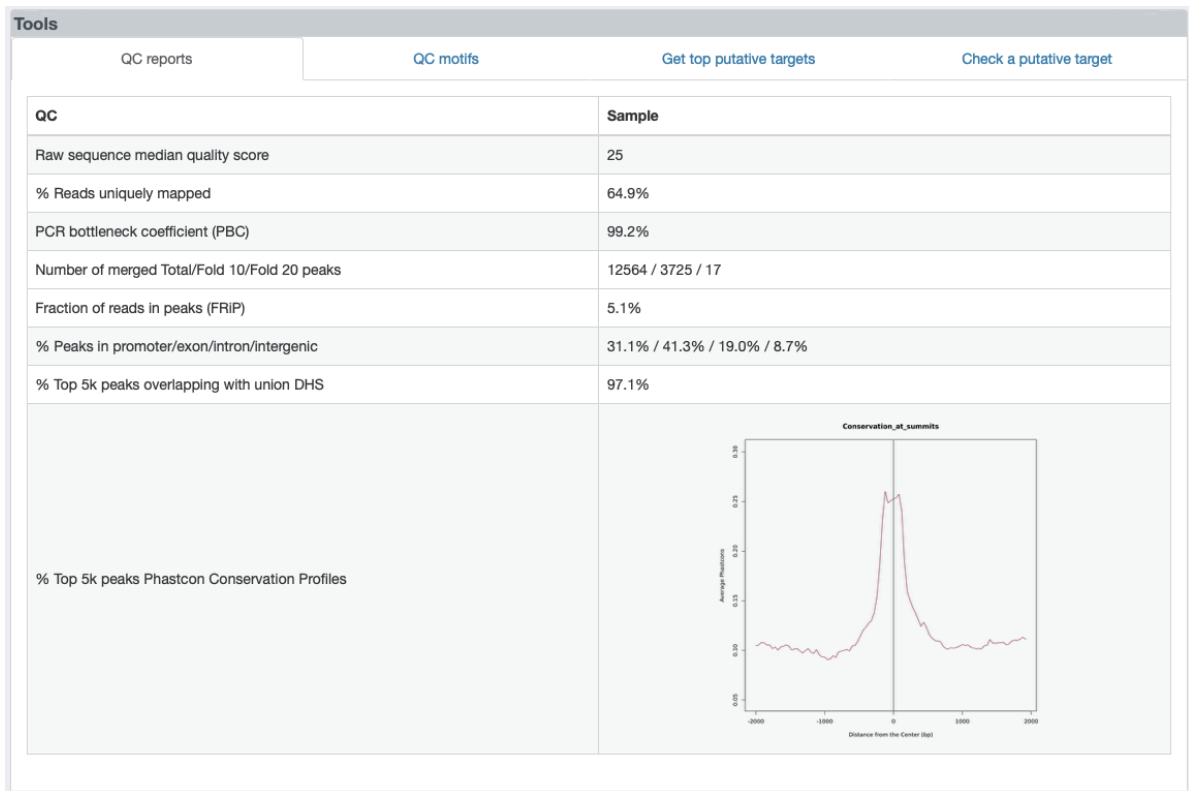 Tools
QC reports QC motifs Get top putative targets Check a putative target
QC Sample
Raw sequence median quality score 25
% Reads uniquely mapped 64.9%
PCR bottleneck coefficient (PBC) 99.2%
Number of merged Total/Fold 10/Fold 20 peaks 12564 / 3725 / 17
Fraction of reads in peaks (FRiP) 5.1%
% Peaks in promoter/exon/intron/intergenic 31.1% / 41.3% / 19.0% / 8.7%
% Top 5k peaks overlapping with union DHS 97.1%
% Top 5k peaks Phastcon Conservation Profiles
Conservation_at_summits
0.30
0.25
0.20
0.15
0.10
0.05
Average Phastcons
-2000 -1000 0 1000 2000
Distance from the Center (bp)